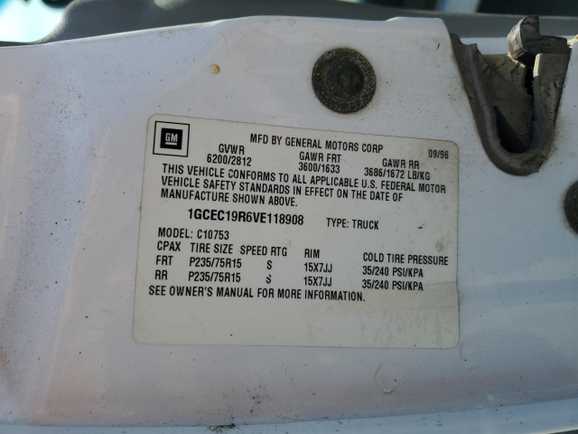 GM
MFD BY GENERAL MOTORS CORP 09/96
GVWR GAWR FRT GAWR RR
6200/2812 3600/1633 3686/1672 LB/KG
THIS VEHICLE CONFORMS TO ALL APPLICABLE U.S. FEDERAL MOTOR
VEHICLE SAFETY STANDARDS IN EFFECT ON THE DATE OF
MANUFACTURE SHOWN ABOVE.
1GCEC19R6VE118908 TYPE: TRUCK
MODEL: C10753
CPAX TIRE SIZE SPEED RTG RIM COLD TIRE PRESSURE
FRT P235/75R15 S 15X7JJ 35/240 PSI/KPA
RR P235/75R15 S 15X7JJ 35/240 PSI/KPA
SEE OWNER'S MANUAL FOR MORE INFORMATION.